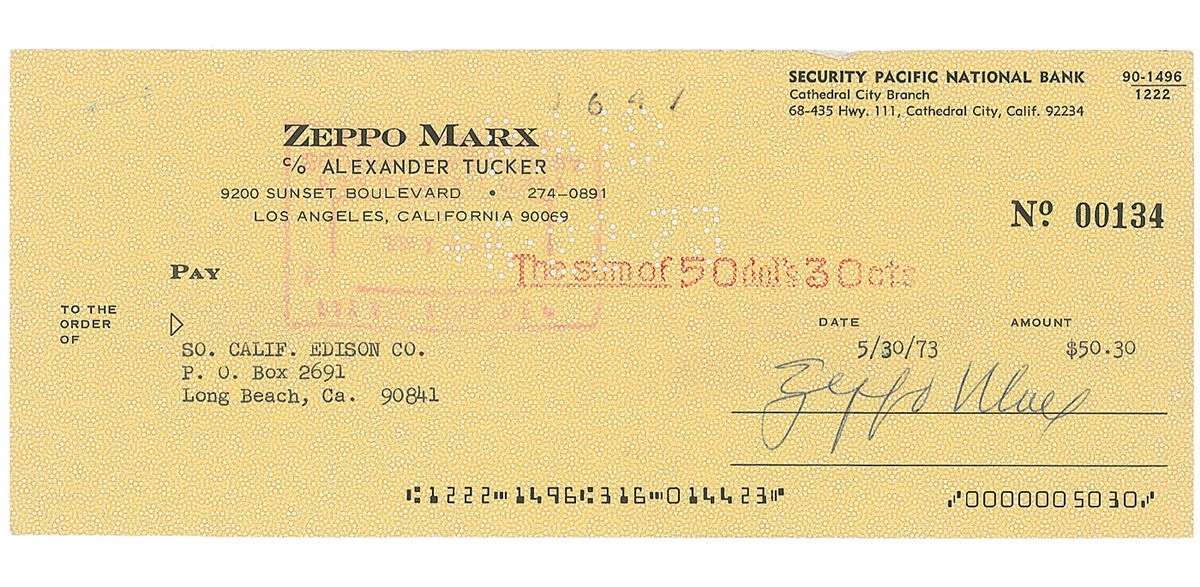 SECURITY PACIFIC NATIONAL BANK
Cathedral City Branch
68-435 Hwy. 111, Cathedral City, Calif. 92234
90-1496
1222
ZEPPO MARX
c/o ALEXANDER TUCKER
9200 SUNSET BOULEVARD • 274-0891
LOS ANGELES, CALIFORNIA 90069
Nº 00134
PAY
The sum of 50 dol's 30 cts
TO THE
ORDER
OF
SO. CALIF. EDISON CO.
P. O. Box 2691
Long Beach, Ca. 90841
DATE
5/30/73
AMOUNT
$50.30
Zeppo Marx
⑆1222⑉1496⑆316⑉014423⑈
⑇0000005030⑇